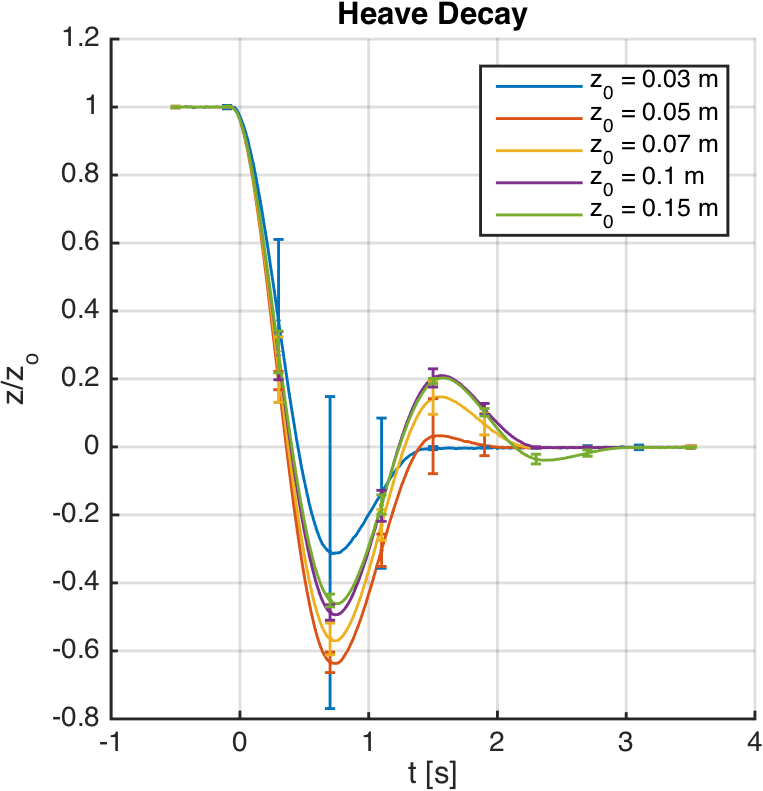 Heave Decay
z₀ = 0.03 m
z₀ = 0.05 m
z₀ = 0.07 m
z₀ = 0.1 m
z₀ = 0.15 m
1.2
1
0.8
0.6
0.4
0.2
0
-0.2
-0.4
-0.6
-0.8
z/zₒ
-1 0 1 2 3 4
t [s]